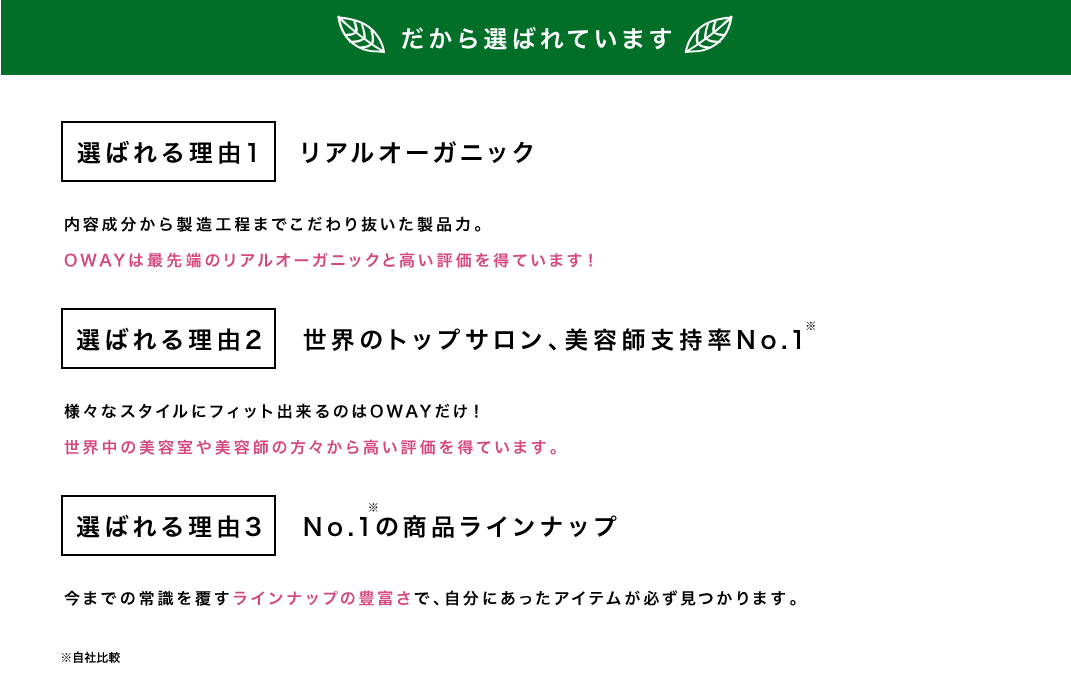 だから選ばれています
選ばれる理由1 リアルオーガニック
内容成分から製造工程までこだわり抜いた製品力。
OWAYは最先端のリアルオーガニックと高い評価を得ています！
選ばれる理由2 世界のトップサロン、美容師支持率No.1※
様々なスタイルにフィット出来るのはOWAYだけ！
世界中の美容室や美容師の方々から高い評価を得ています。
選ばれる理由3 No.1※の商品ラインナップ
今までの常識を覆すラインナップの豊富さで、自分にあったアイテムが必ず見つかります。
※自社比較